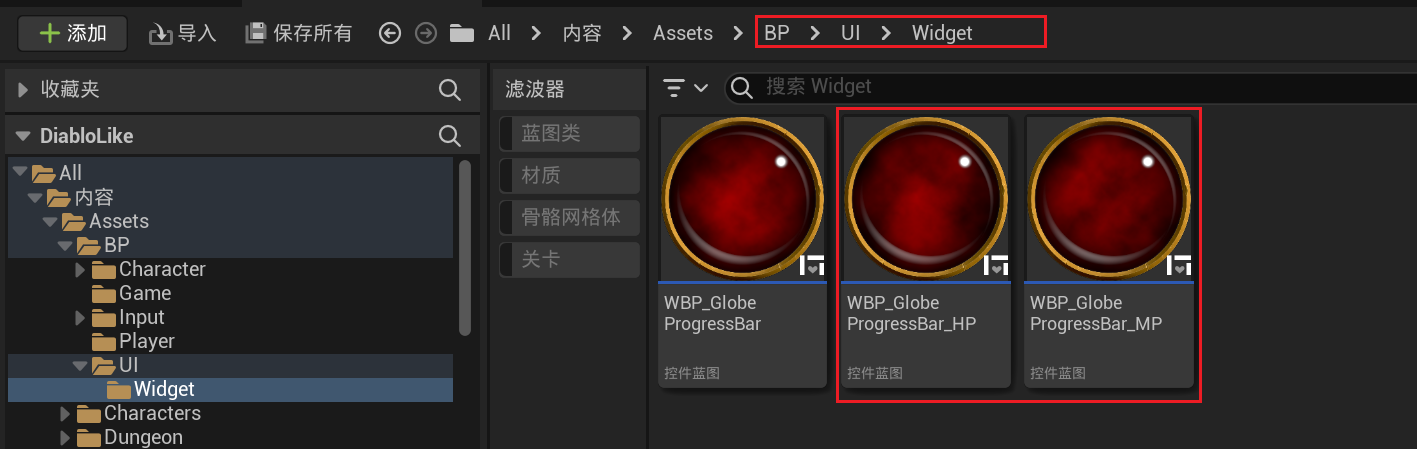 添加 导入 保存所有 All 内容 Assets BP UI Widget
收藏夹
DiabloLike
All
内容
Assets
BP
Character
Game
Input
Player
UI
Widget
Characters
Dungeon
滤波器
蓝图类
材质
骨骼网格体
关卡
搜索 Widget
WBP_Globe
ProgressBar
控件蓝图
WBP_Globe
ProgressBar_HP
控件蓝图
WBP_Globe
ProgressBar_MP
控件蓝图